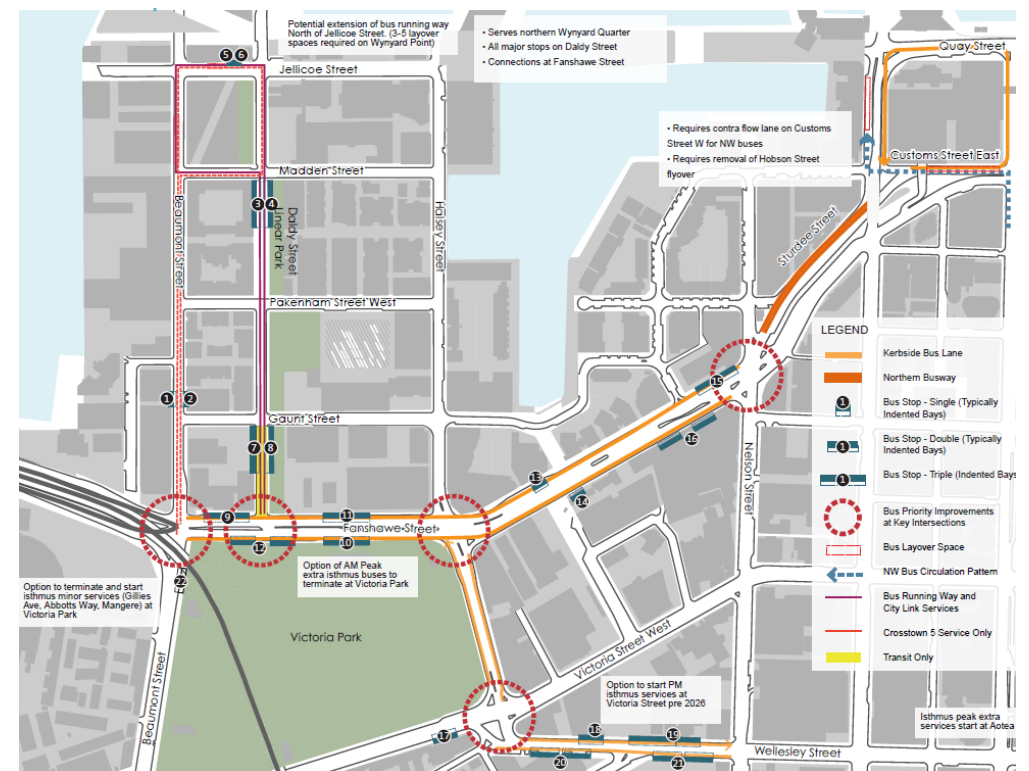 Potential extension of bus running way
North of Jellicoe Street. (3-5 layover
spaces required on Wynyard Point)
• Serves northern Wynyard Quarter
• All major stops on Daldy Street
• Connections at Fanshawe Street
Quay Street
5 6
Jellicoe Street
• Requires contra flow lane on Customs
Street W for NW buses
• Requires removal of Hobson Street
flyover
Customs Street East
Madden Street
3 4
Beaumont Street
Daldy Street
Linear Park
Halsey Street
Sturdee Street
Pakenham Street West
LEGEND
Kerbside Bus Lane
Northern Busway
1
Bus Stop - Single (Typically
Indented Bays)
1
Bus Stop - Double (Typically
Indented Bays)
1
Bus Stop - Triple (Indented Bays
Bus Priority Improvements
at Key Intersections
Bus Layover Space
NW Bus Circulation Pattern
Bus Running Way and
City Link Services
Crosstown 5 Service Only
Transit Only
15
1 2
Gaunt Street
16
7 8
Nelson Street
13
14
9
11
Fanshawe Street
12
10
22
Option to terminate and start
isthmus minor services (Gillies
Ave, Abbotts Way, Mangere) at
Victoria Park
Option of AM Peak
extra isthmus buses to
terminate at Victoria Park
Victoria Park
Victoria Street West
Beaumont Street
Option to start PM
isthmus services at
Victoria Street pre 2026
Isthmus peak extra
services start at Aotea
17
18
19
20
21
Wellesley Street